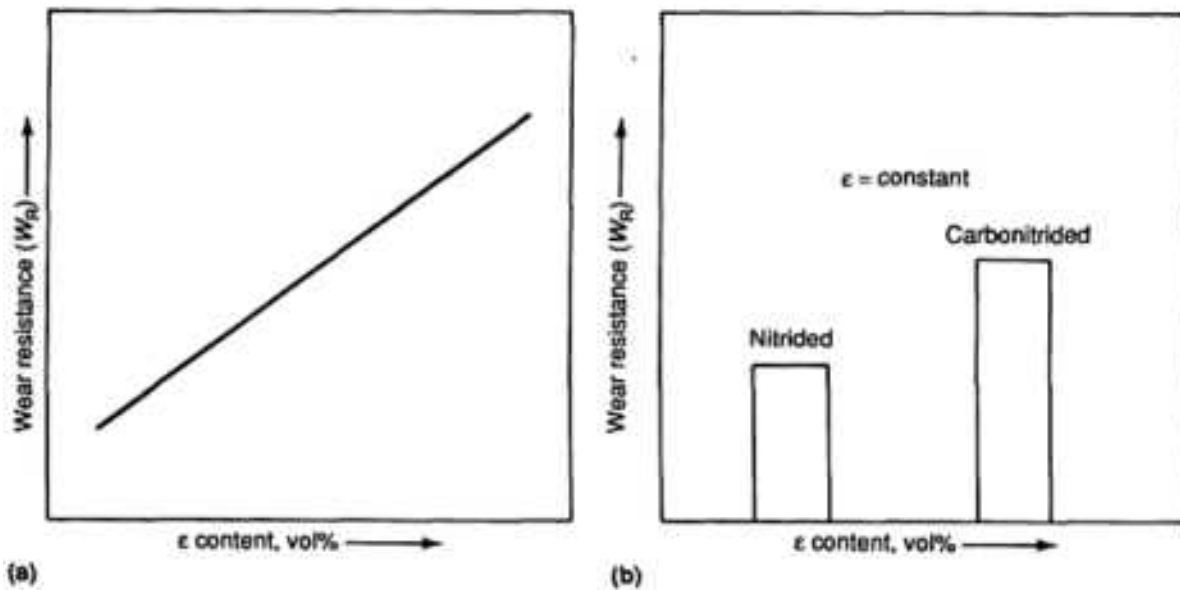 Wear resistance (W_R)
ε content, vol%
(a)
Wear resistance (W_R)
ε = constant
Carbonitrided
Nitrided
ε content, vol%
(b)